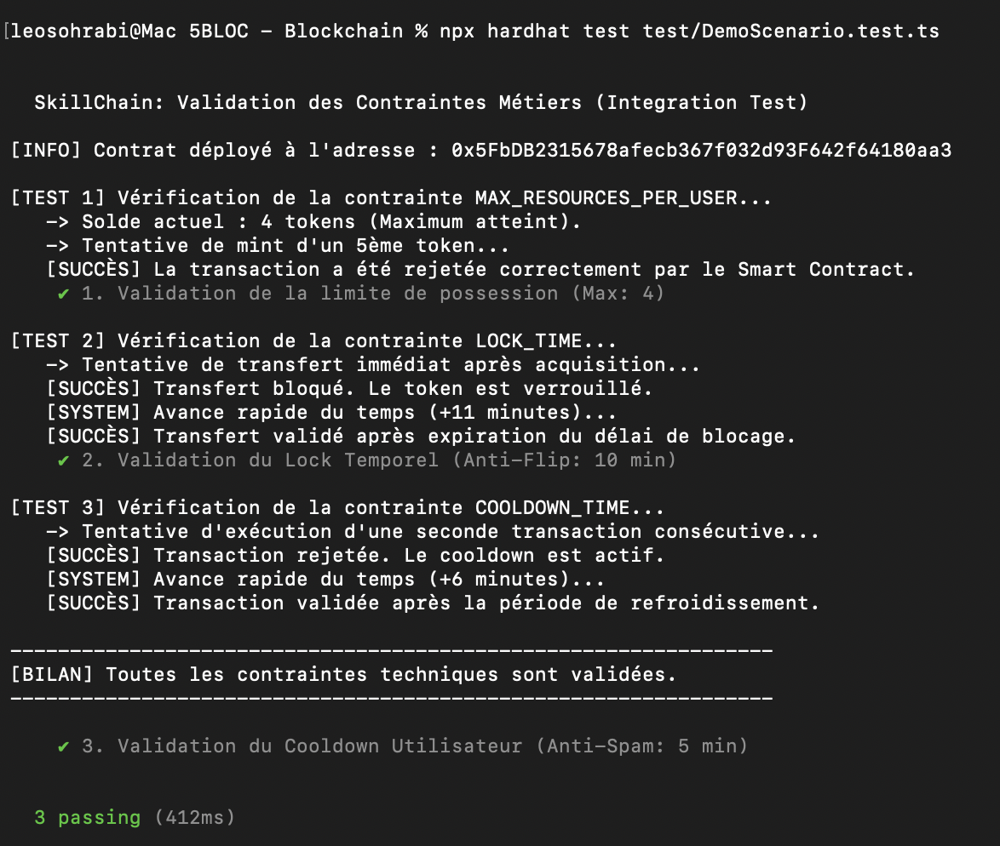 [leosohrabi@Mac 5BLOC - Blockchain % npx hardhat test test/DemoScenario.test.ts
SkillChain: Validation des Contraintes Métiers (Integration Test)
[INFO] Contrat déployé à l'adresse : 0x5FbDB2315678afecb367f032d93F642f64180aa3
[TEST 1] Vérification de la contrainte MAX_RESOURCES_PER_USER...
-> Solde actuel : 4 tokens (Maximum atteint).
-> Tentative de mint d'un 5ème token...
[SUCCÈS] La transaction a été rejetée correctement par le Smart Contract.
✔ 1. Validation de la limite de possession (Max: 4)
[TEST 2] Vérification de la contrainte LOCK_TIME...
-> Tentative de transfert immédiat après acquisition...
[SUCCÈS] Transfert bloqué. Le token est verrouillé.
[SYSTEM] Avance rapide du temps (+11 minutes)...
[SUCCÈS] Transfert validé après expiration du délai de blocage.
✔ 2. Validation du Lock Temporel (Anti-Flip: 10 min)
[TEST 3] Vérification de la contrainte COOLDOWN_TIME...
-> Tentative d'exécution d'une seconde transaction consécutive...
[SUCCÈS] Transaction rejetée. Le cooldown est actif.
[SYSTEM] Avance rapide du temps (+6 minutes)...
[SUCCÈS] Transaction validée après la période de refroidissement.
----------------------------------------------------------------
[BILAN] Toutes les contraintes techniques sont validées.
----------------------------------------------------------------
✔ 3. Validation du Cooldown Utilisateur (Anti-Spam: 5 min)
3 passing (412ms)